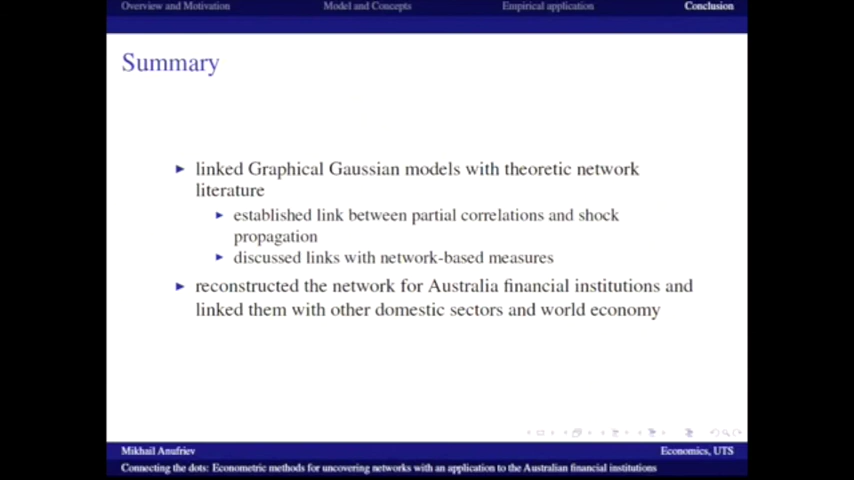 Overview and Motivation Model and Concepts Empirical application Conclusion
Summary
linked Graphical Gaussian models with theoretic network
literature
established link between partial correlations and shock
propagation
discussed links with network-based measures
reconstructed the network for Australia financial institutions and
linked them with other domestic sectors and world economy
Mikhail Anufriev Economics, UTS
Connecting the dots: Econometric methods for uncovering networks with an application to the Australian financial institutions